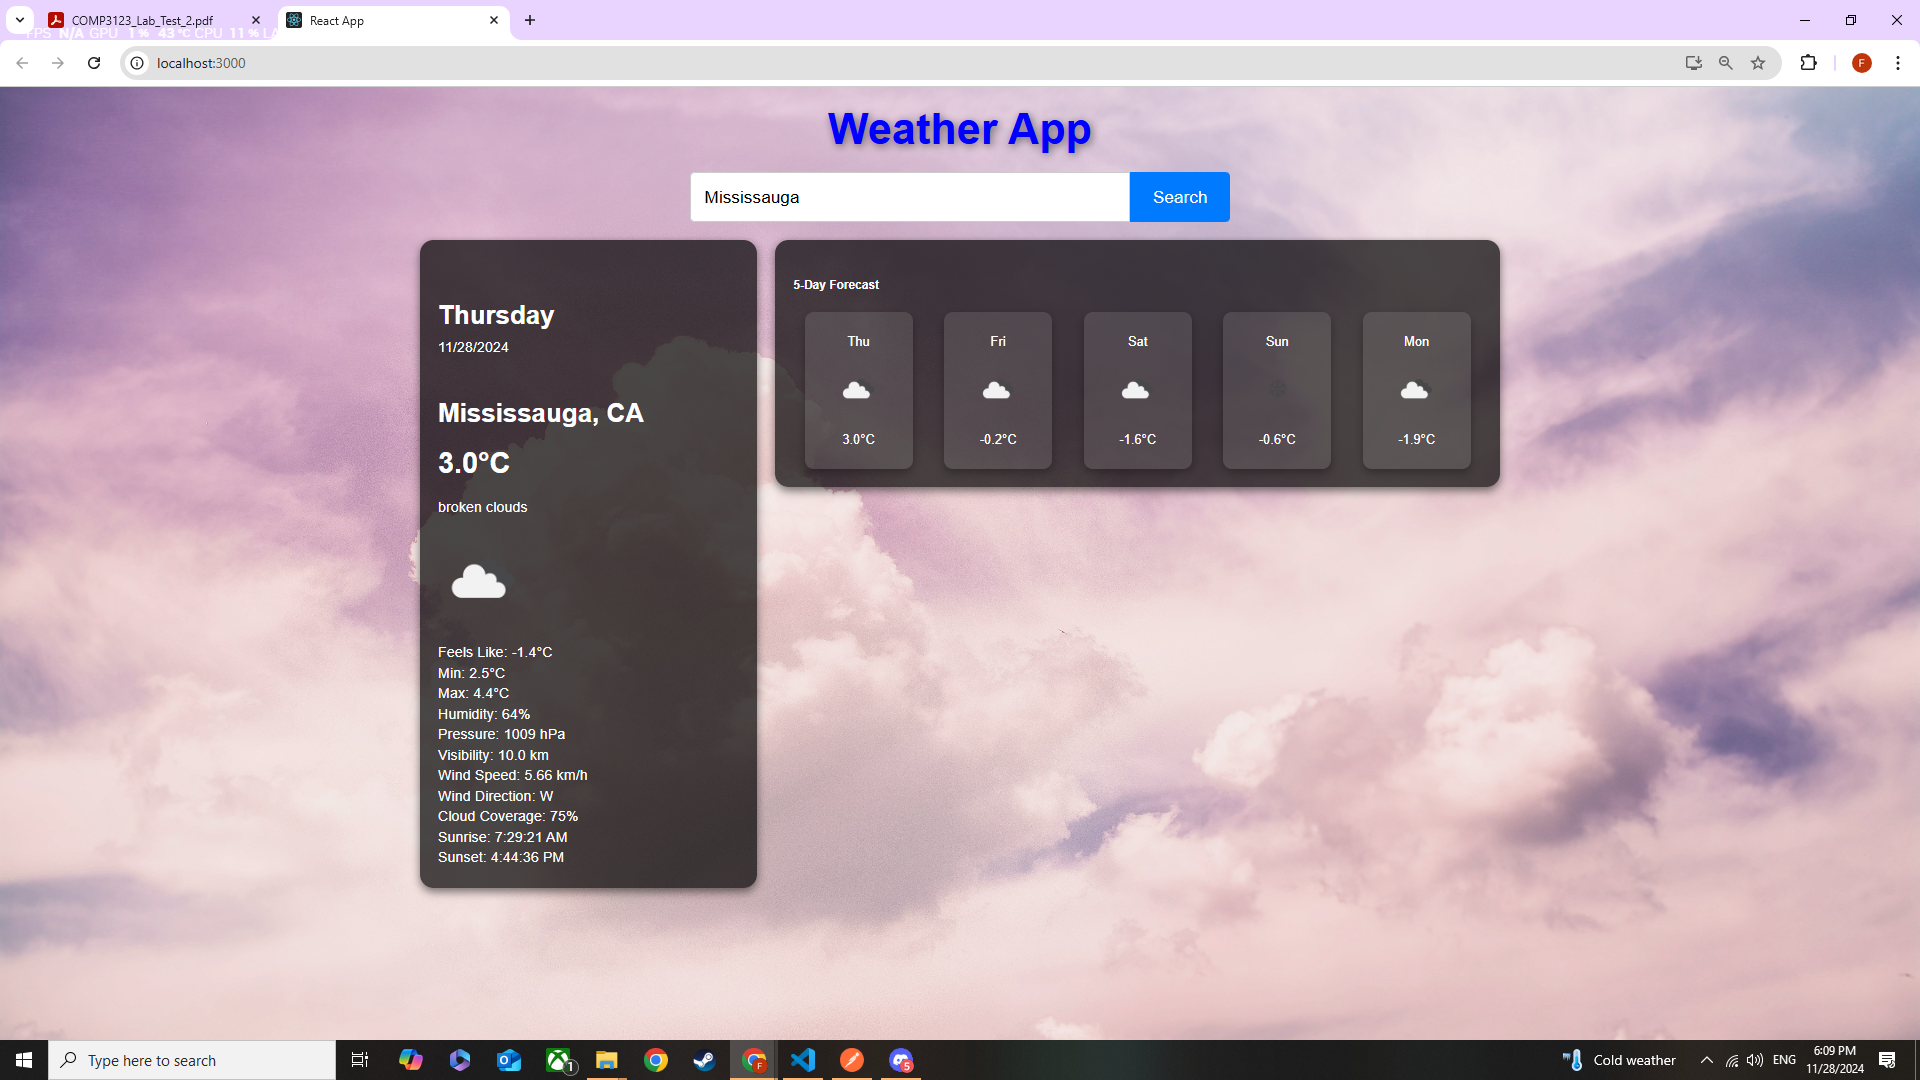 COMP3123_Lab_Test_2.pdf
React App
FPS N/A GPU 1 % 43 °C CPU 11 % LA
localhost:3000
F
Weather App
Mississauga
Search
Thursday
11/28/2024
Mississauga, CA
3.0°C
broken clouds
Feels Like: -1.4°C
Min: 2.5°C
Max: 4.4°C
Humidity: 64%
Pressure: 1009 hPa
Visibility: 10.0 km
Wind Speed: 5.66 km/h
Wind Direction: W
Cloud Coverage: 75%
Sunrise: 7:29:21 AM
Sunset: 4:44:36 PM
5-Day Forecast
Thu
3.0°C
Fri
-0.2°C
Sat
-1.6°C
Sun
-0.6°C
Mon
-1.9°C
Type here to search
1
F
5
Cold weather
ENG
6:09 PM
11/28/2024